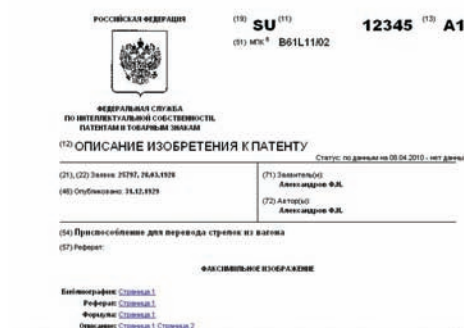 РОССИЙСКАЯ ФЕДЕРАЦИЯ
(19) SU (11) 12345 (13) A1
(51) МПК 6 B61L11/02
ФЕДЕРАЛЬНАЯ СЛУЖБА
ПО ИНТЕЛЛЕКТУАЛЬНОЙ СОБСТВЕННОСТИ,
ПАТЕНТАМ И ТОВАРНЫМ ЗНАКАМ
(12) ОПИСАНИЕ ИЗОБРЕТЕНИЯ К ПАТЕНТУ
Статус: по данным на 08.04.2010 - нет данных
(21), (22) Заявка: 25797, 20.03.1928
(46) Опубликовано: 31.12.1929
(71) Заявитель(и):
Александров Ф.И.
(72) Автор(ы):
Александров Ф.И.
(54) Приспособление для перевода стрелок из вагона
(57) Реферат:
ФАКСИМИЛЬНОЕ ИЗОБРАЖЕНИЕ
Библиография: Страница 1
Реферат: Страница 1
Формула: Страница 1
Описание: Страница 1 Страница 2